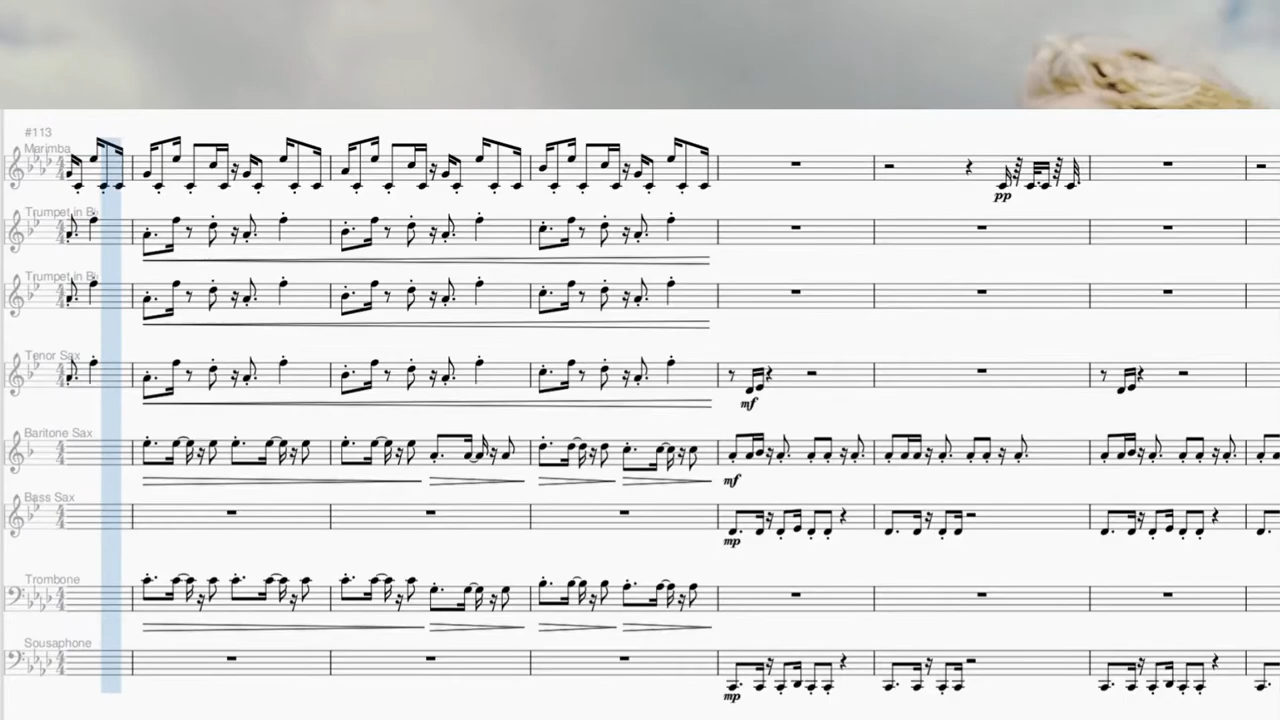 #113
Marimba
pp
Trumpet in B♭
Trumpet in B♭
Tenor Sax
mf
Baritone Sax
mf
Bass Sax
mp
Trombone
Sousaphone
mp